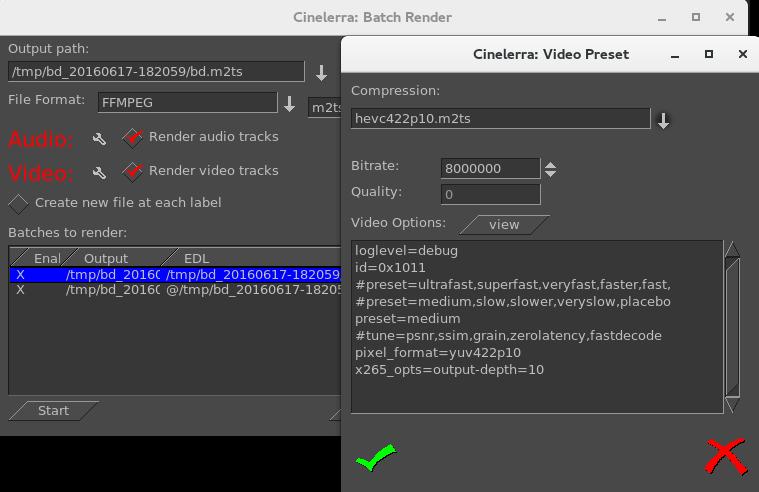 Cinelerra: Batch Render
Output path:
/tmp/bd_20160617-182059/bd.m2ts
File Format:
FFMPEG
m2ts
Audio:
Render audio tracks
Video:
Render video tracks
Create new file at each label
Batches to render:
Enal Output EDL
X /tmp/bd_2016( /tmp/bd_20160617-182059
X /tmp/bd_2016( @/tmp/bd_20160617-18205
Start
Cinelerra: Video Preset
Compression:
hevc422p10.m2ts
Bitrate:
8000000
Quality:
0
Video Options:
view
loglevel=debug
id=0x1011
#preset=ultrafast,superfast,veryfast,faster,fast,
#preset=medium,slow,slower,veryslow,placebo
preset=medium
#tune=psnr,ssim,grain,zerolatency,fastdecode
pixel_format=yuv422p10
x265_opts=output-depth=10